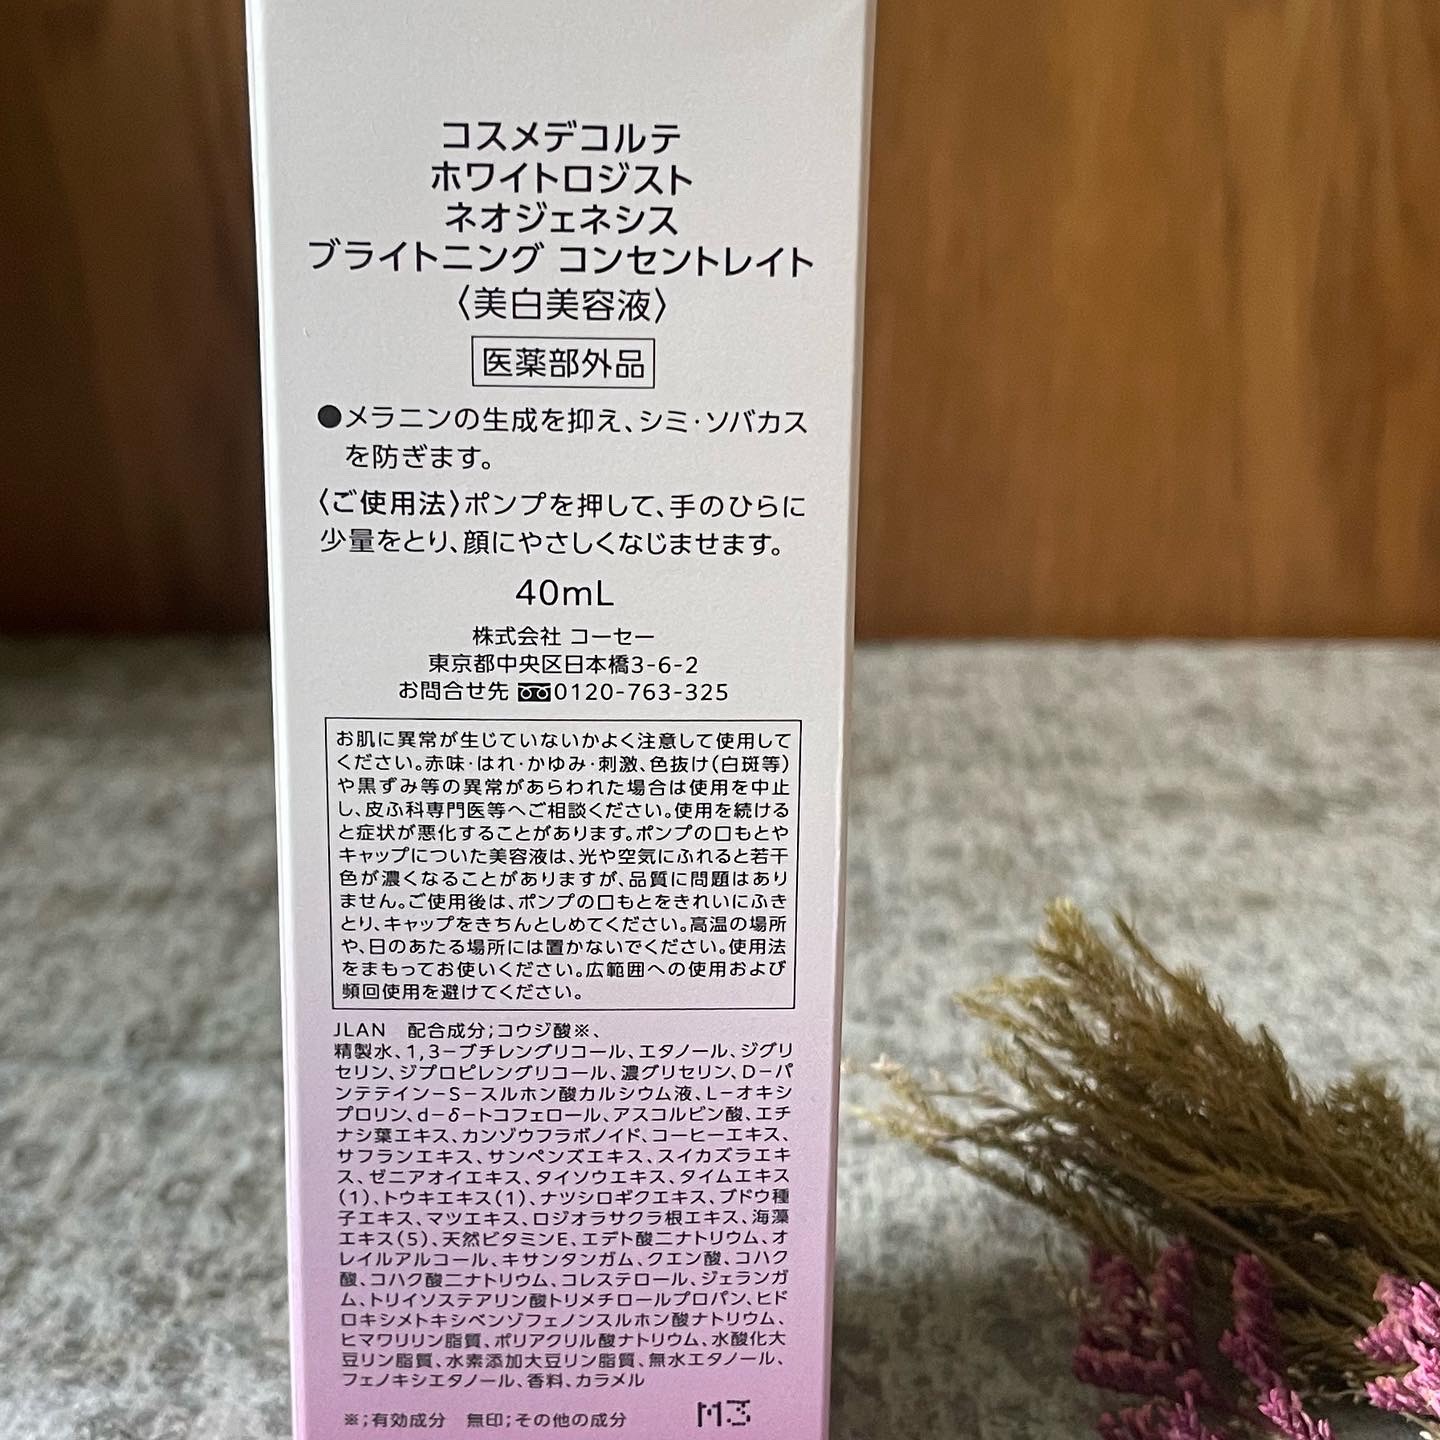 コスメデコルテ
ホワイトロジスト
ネオジェネシス
ブライトニング コンセントレイト
〈美白美容液〉
医薬部外品
●メラニンの生成を抑え、シミ・ソバカス
を防ぎます。
〈ご使用法〉ポンプを押して、手のひらに
少量をとり、顔にやさしくなじませます。
40mL
株式会社 コーセー
東京都中央区日本橋3-6-2
お問合せ先 0120-763-325
お肌に異常が生じていないかよく注意して使用して
ください。赤味・はれ・かゆみ・刺激、色抜け(白斑等)
や黒ずみ等の異常があらわれた場合は使用を中止
し、皮ふ科専門医等へご相談ください。使用を続ける
と症状が悪化することがあります。ポンプの口もとや
キャップについた美容液は、光や空気にふれると若干
色が濃くなることがありますが、品質に問題はあり
ません。ご使用後は、ポンプの口もとをきれいにふき
とり、キャップをきちんとしめてください。高温の場所
や、日のあたる場所には置かないでください。使用法
をまもってお使いください。広範囲への使用および
頻回使用を避けてください。
JLAN 配合成分;コウジ酸※、
精製水、1,3－ブチレングリコール、エタノール、ジグリ
セリン、ジプロピレングリコール、濃グリセリン、D－パ
ンテテイン－S－スルホン酸カルシウム液、L－オキシ
プロリン、d－δ－トコフェロール、アスコルビン酸、エチ
ナシ葉エキス、カンゾウフラボノイド、コーヒーエキス、
サフランエキス、サンペンズエキス、スイカズラエキ
ス、ゼニアオイエキス、タイソウエキス、タイムエキス
(1)、トウキエキス(1)、ナツシロギクエキス、ブドウ種
子エキス、マツエキス、ロジオラサクラ根エキス、海藻
エキス(5)、天然ビタミンE、エデト酸二ナトリウム、オ
レイルアルコール、キサンタンガム、クエン酸、コハク
酸、コハク酸二ナトリウム、コレステロール、ジェランガ
ム、トリイソステアリン酸トリメチロールプロパン、ヒド
ロキシメトキシベンゾフェノンスルホン酸ナトリウム、
ヒマワリリン脂質、ポリアクリル酸ナトリウム、水酸化大
豆リン脂質、水素添加大豆リン脂質、無水エタノール、
フェノキシエタノール、香料、カラメル
※;有効成分 無印;その他の成分 M3